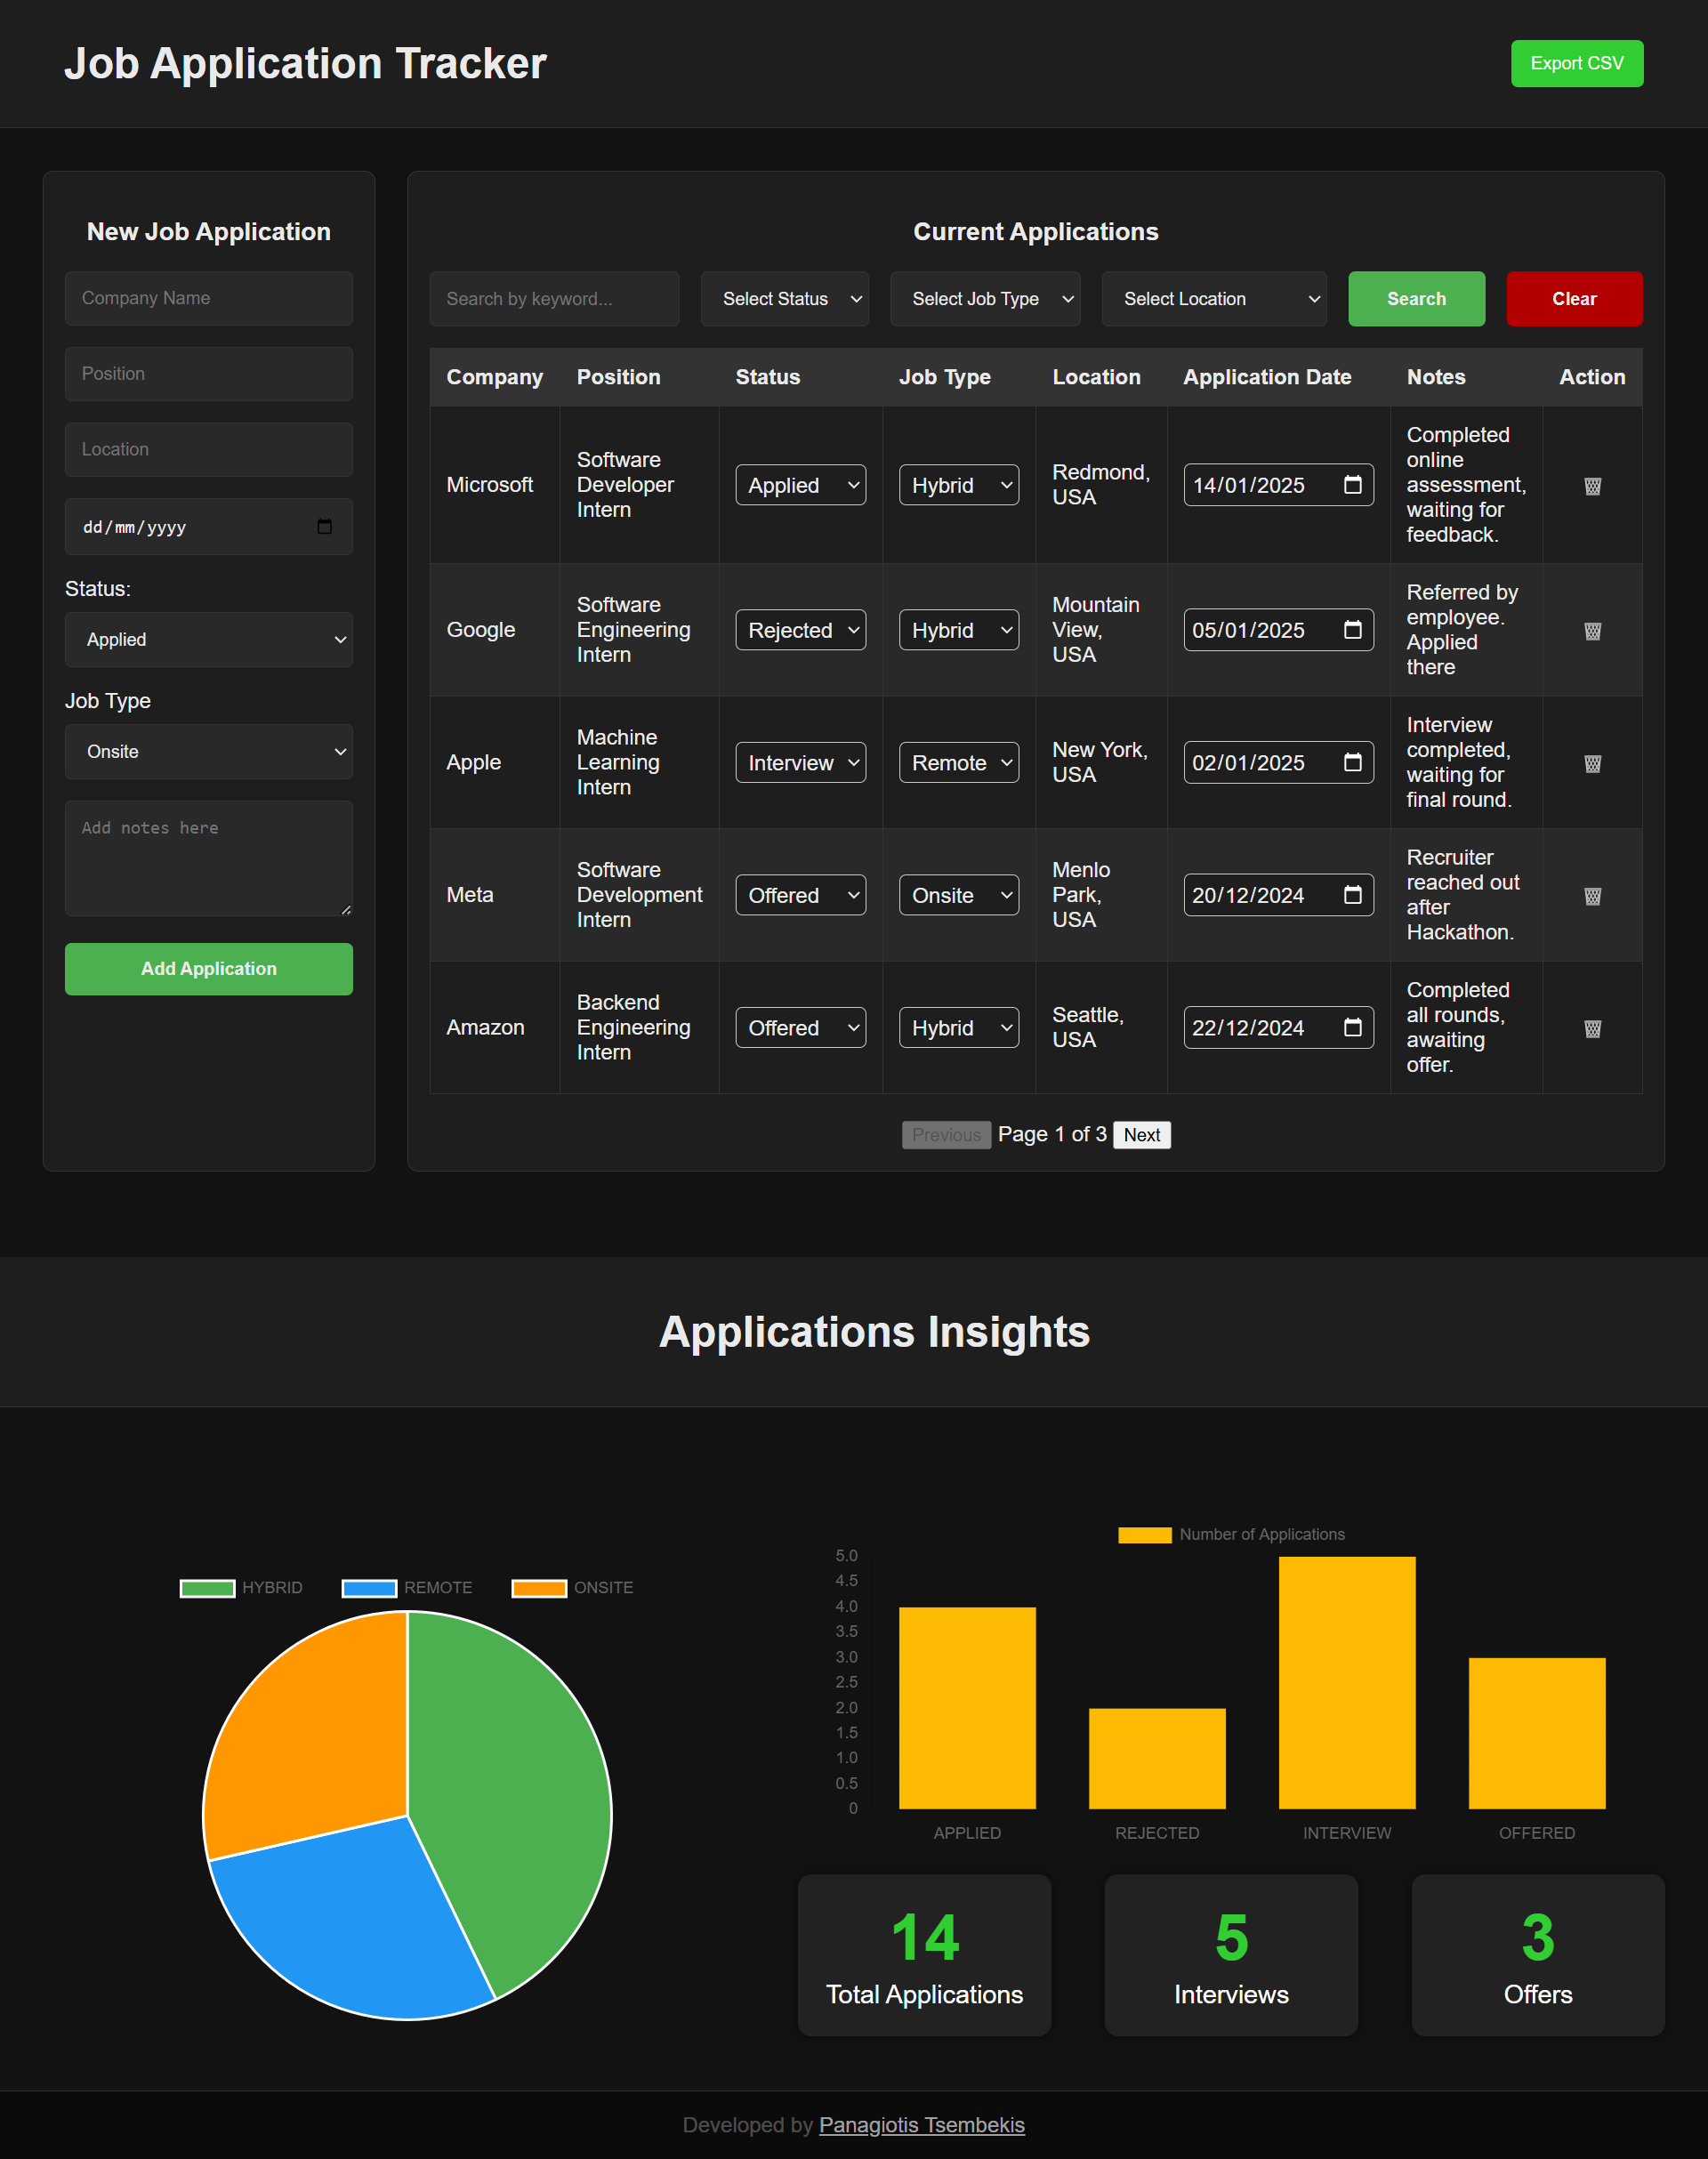 Job Application Tracker
Export CSV
New Job Application
Company Name
Position
Location
dd/mm/yyyy
Status:
Applied
Job Type
Onsite
Add notes here
Add Application
Current Applications
Search by keyword...
Select Status
Select Job Type
Select Location
Search
Clear
Company Position Status Job Type Location Application Date Notes Action
Microsoft
Software
Developer
Intern
Applied
Hybrid
Redmond,
USA
14/01/2025
Completed
online
assessment,
waiting for
feedback.
Google
Software
Engineering
Intern
Rejected
Hybrid
Mountain
View,
USA
05/01/2025
Referred by
employee.
Applied
there
Apple
Machine
Learning
Intern
Interview
Remote
New York,
USA
02/01/2025
Interview
completed,
waiting for
final round.
Meta
Software
Development
Intern
Offered
Onsite
Menlo
Park,
USA
20/12/2024
Recruiter
reached out
after
Hackathon.
Amazon
Backend
Engineering
Intern
Offered
Hybrid
Seattle,
USA
22/12/2024
Completed
all rounds,
awaiting
offer.
Previous Page 1 of 3 Next
Applications Insights
HYBRID REMOTE ONSITE
Number of Applications
5.0
4.5
4.0
3.5
3.0
2.5
2.0
1.5
1.0
0.5
0
APPLIED REJECTED INTERVIEW OFFERED
14
Total Applications
5
Interviews
3
Offers
Developed by Panagiotis Tsembekis